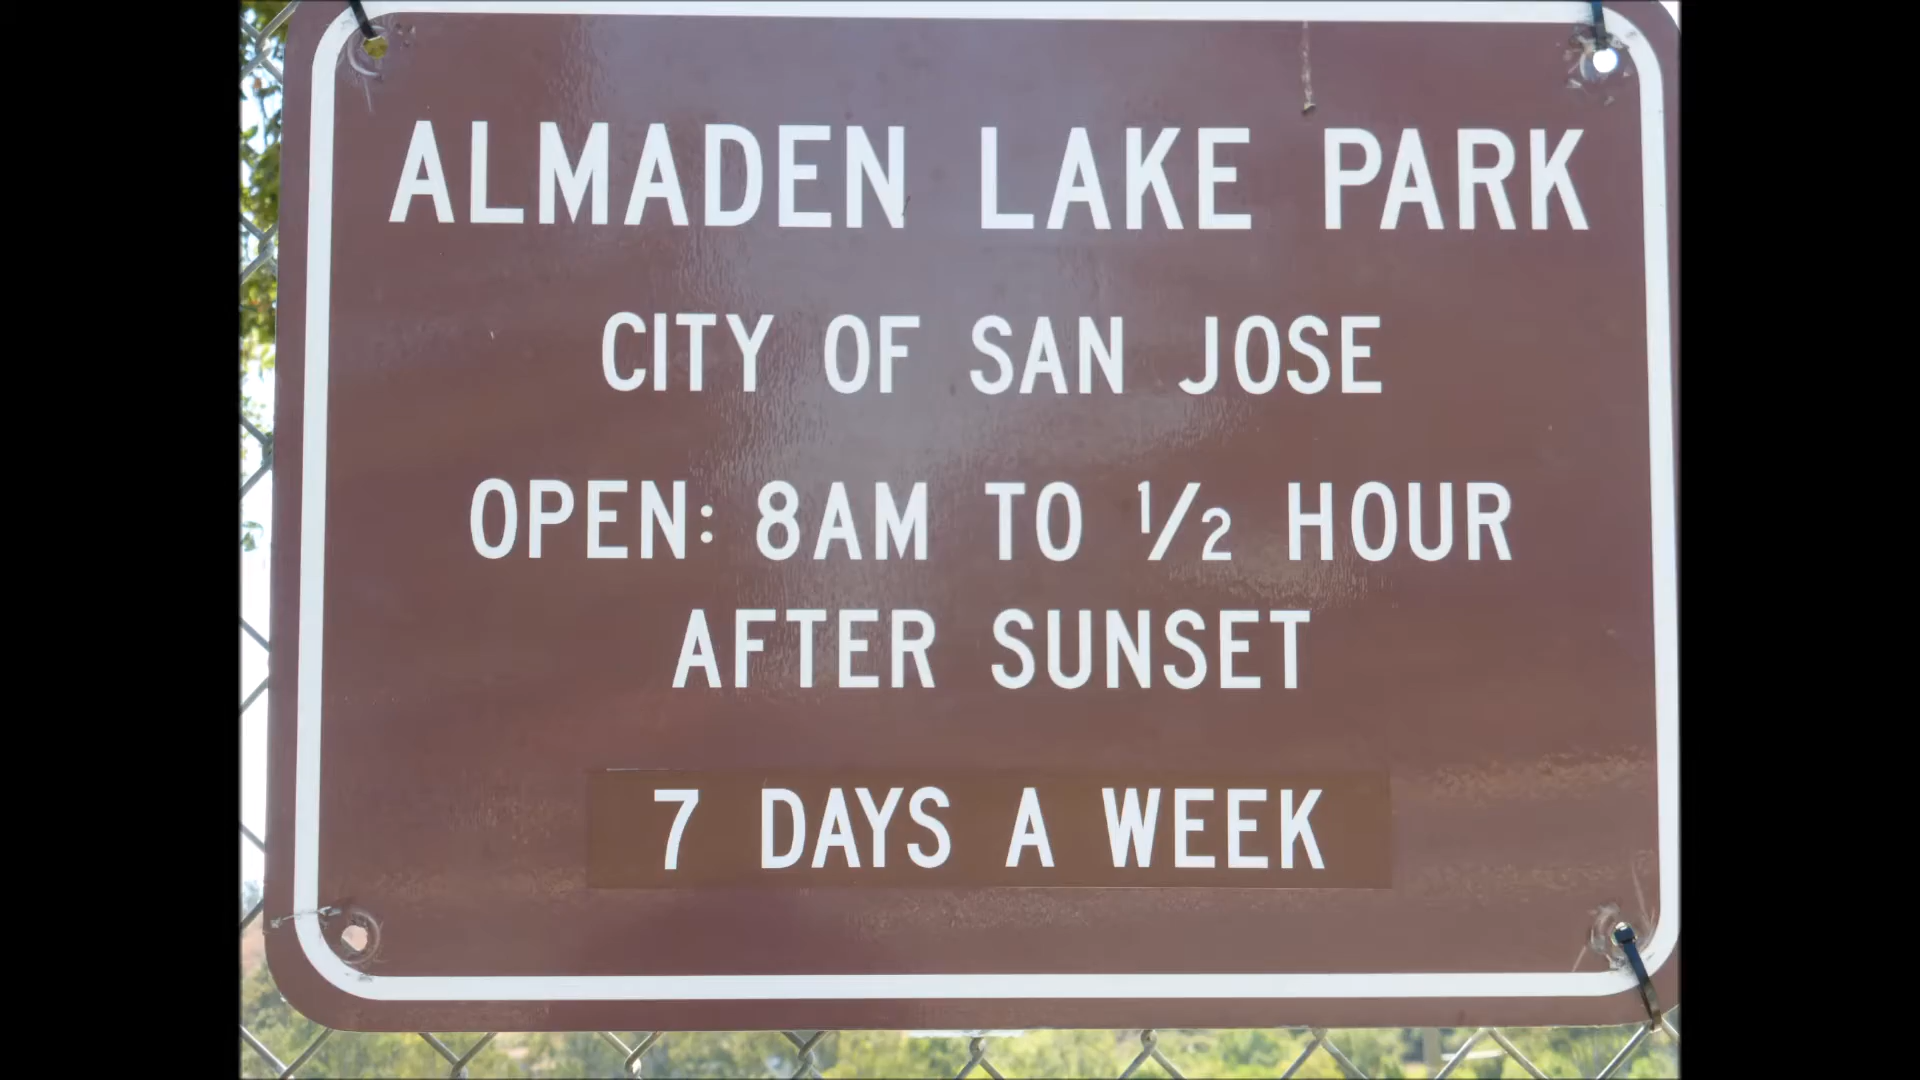 ALMADEN LAKE PARK
CITY OF SAN JOSE
OPEN: 8AM TO ½ HOUR
AFTER SUNSET
7 DAYS A WEEK